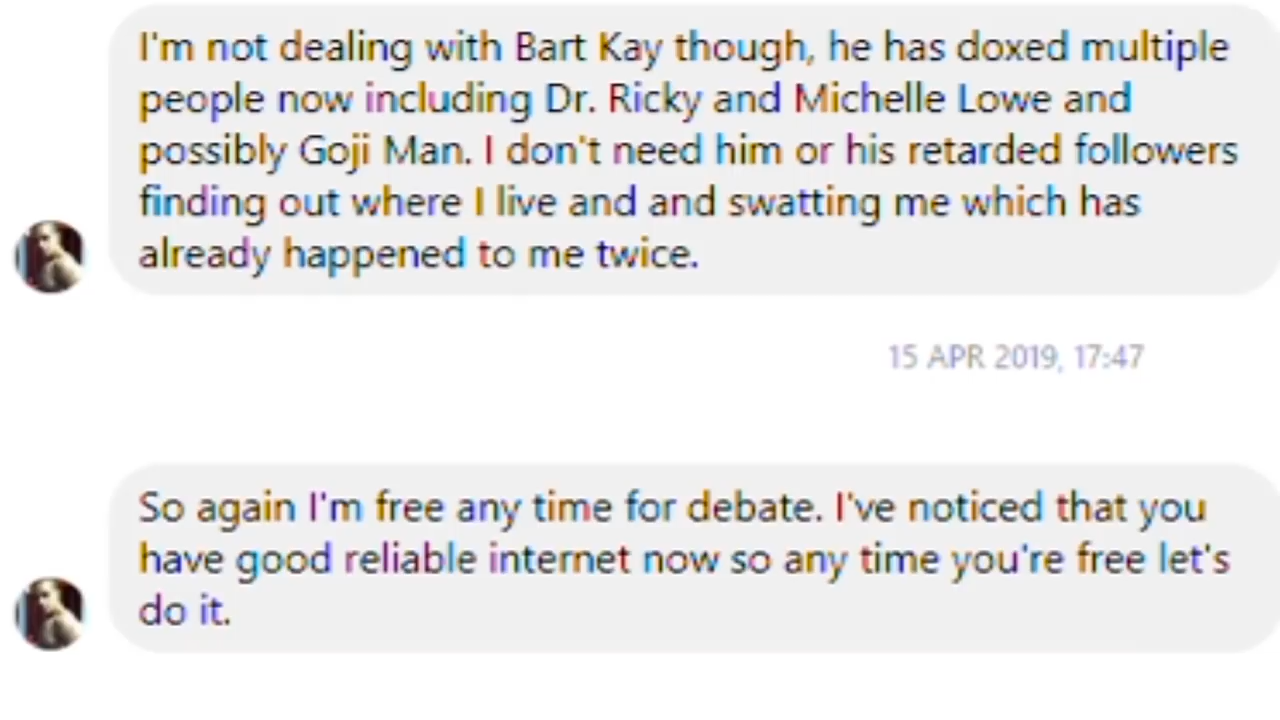 I'm not dealing with Bart Kay though, he has doxed multiple
people now including Dr. Ricky and Michelle Lowe and
possibly Goji Man. I don't need him or his retarded followers
finding out where I live and and swatting me which has
already happened to me twice.
15 APR 2019, 17:47
So again I'm free any time for debate. I've noticed that you
have good reliable internet now so any time you're free let's
do it.